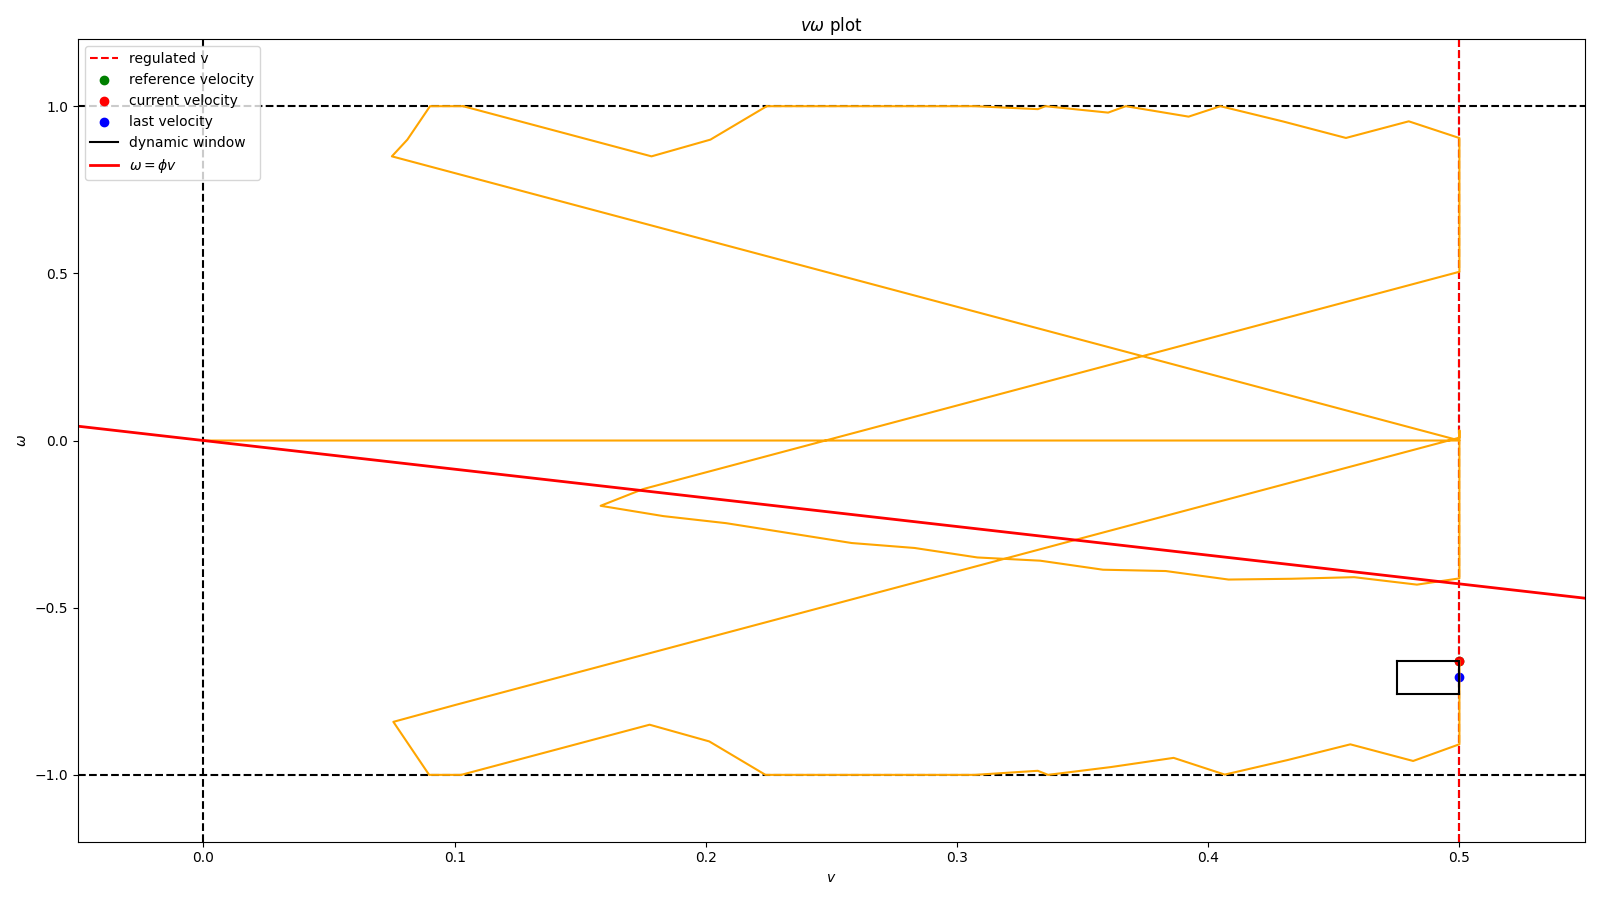 vω plot
regulated v
reference velocity
current velocity
last velocity
dynamic window
ω = ϕv
1.0
0.5
0.0
−0.5
−1.0
ω
0.0 0.1 0.2 0.3 0.4 0.5
v